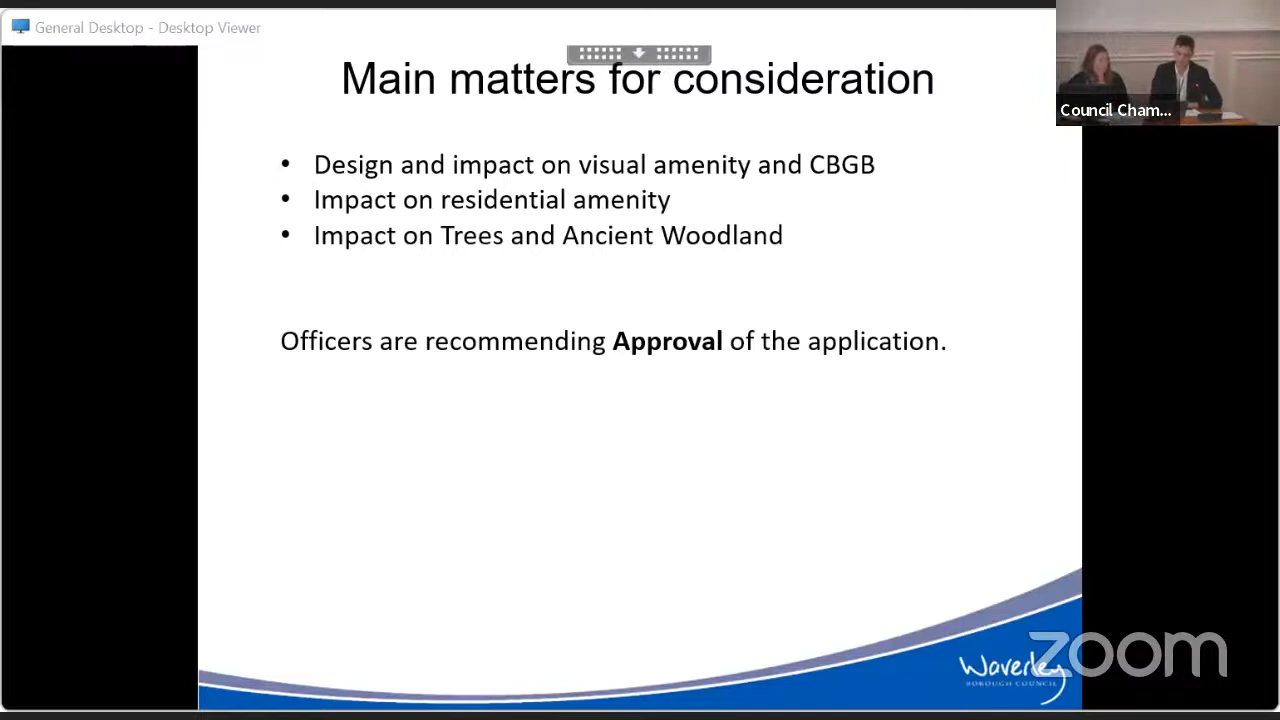 General Desktop - Desktop Viewer
Main matters for consideration
Council Cham...
• Design and impact on visual amenity and CBGB
• Impact on residential amenity
• Impact on Trees and Ancient Woodland
Officers are recommending Approval of the application.
zoom
Waverley
BOROUGH COUNCIL